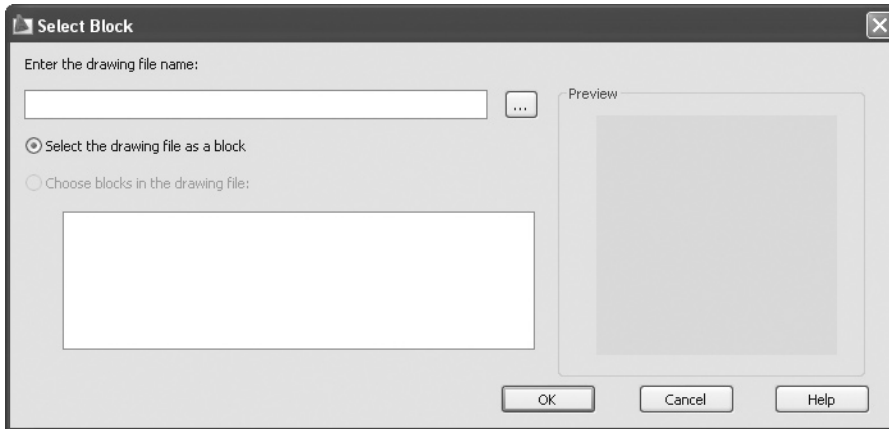 Select Block
Enter the drawing file name:
...
Preview
Select the drawing file as a block
Choose blocks in the drawing file:
OK Cancel Help